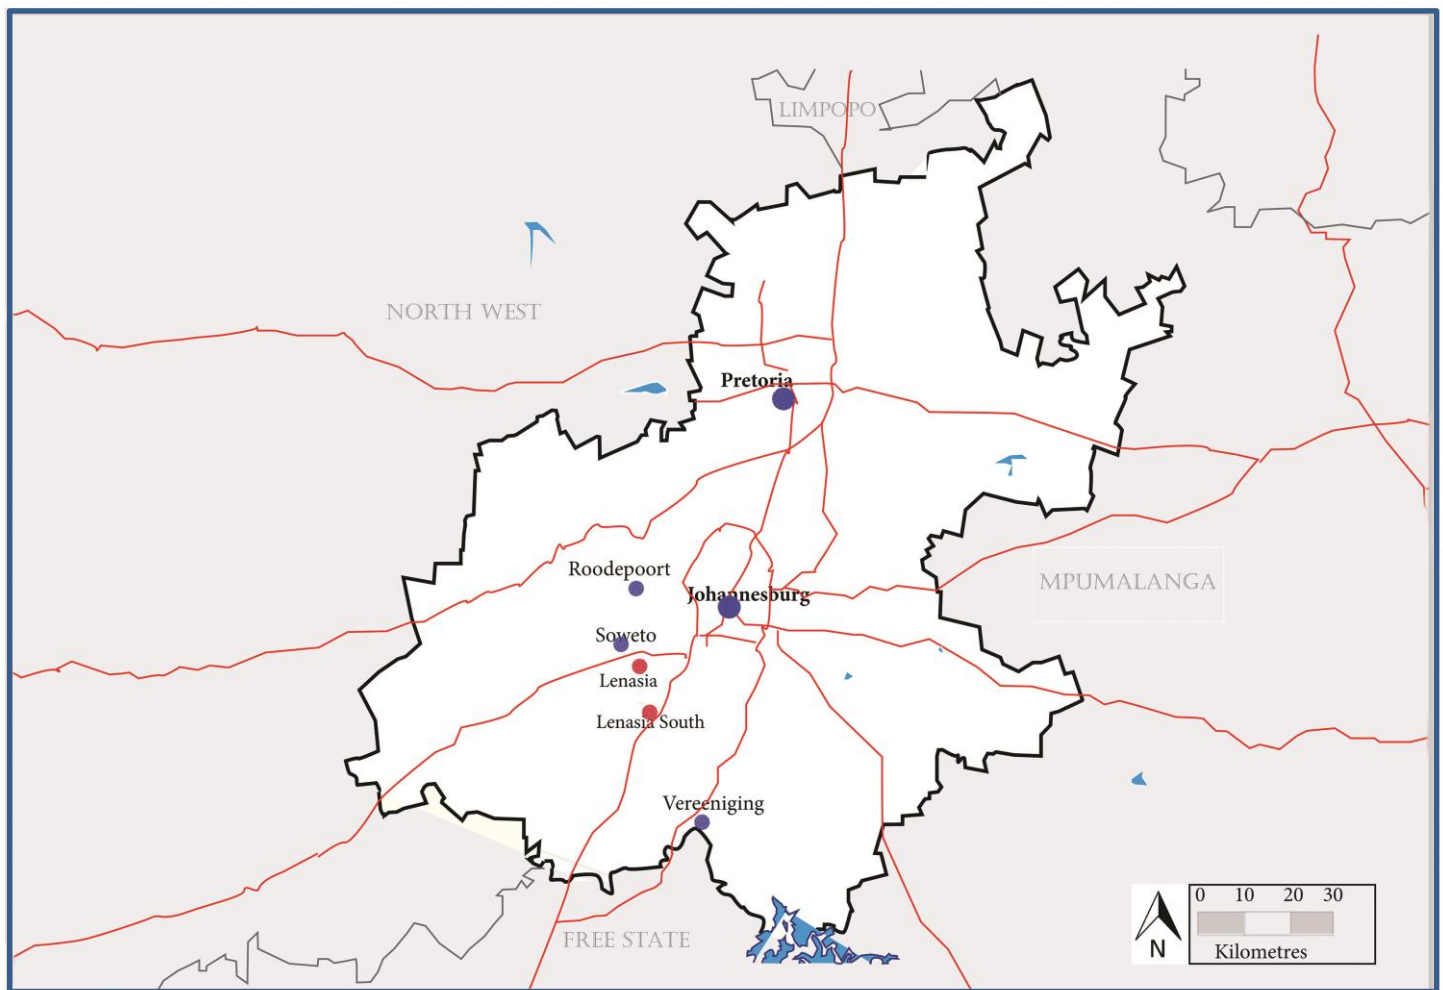 LIMPOPO
NORTH WEST
Pretoria
Roodepoort
MPUMALANGA
Johannesburg
Soweto
Lenasia
Lenasia South
Vereeniging
0 10 20 30
FREE STATE
N
Kilometres